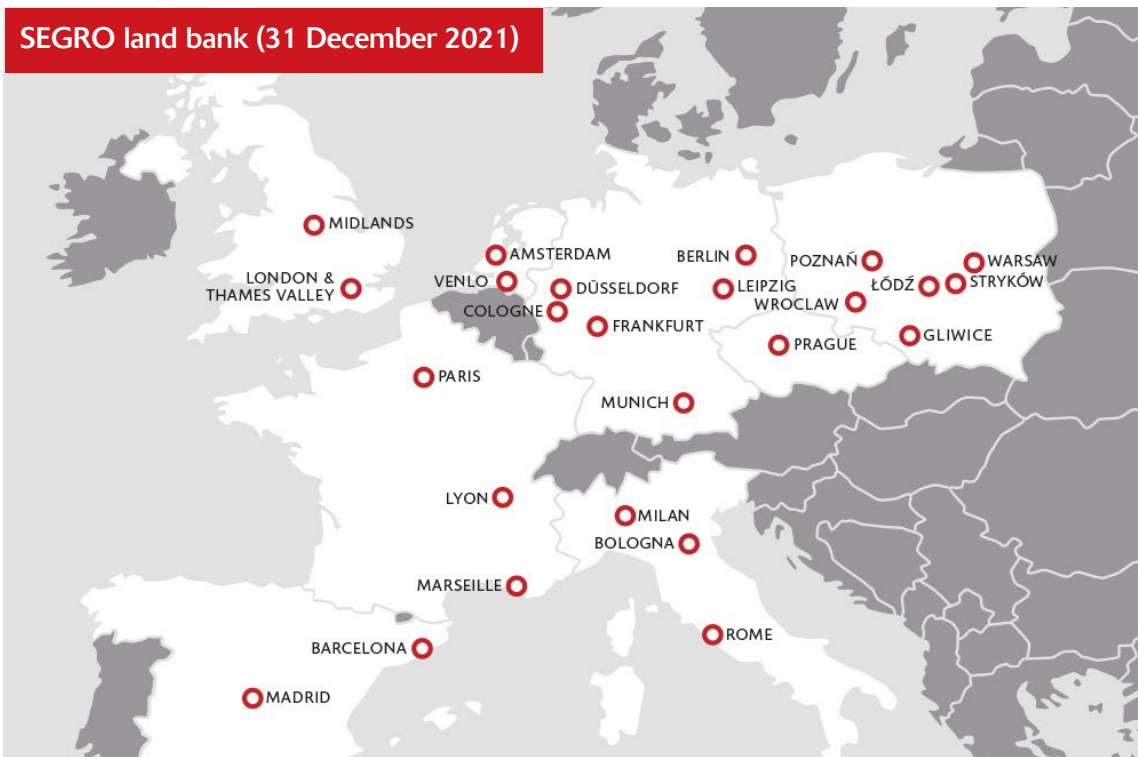 SEGRO land bank (31 December 2021)
MIDLANDS
LONDON &
THAMES VALLEY
AMSTERDAM
VENLO
DÜSSELDORF
COLOGNE
FRANKFURT
BERLIN
LEIPZIG
POZNAŃ
WARSAW
ŁÓDŹ
STRYKÓW
WROCLAW
GLIWICE
PRAGUE
PARIS
MUNICH
LYON
MILAN
BOLOGNA
MARSEILLE
ROME
BARCELONA
MADRID